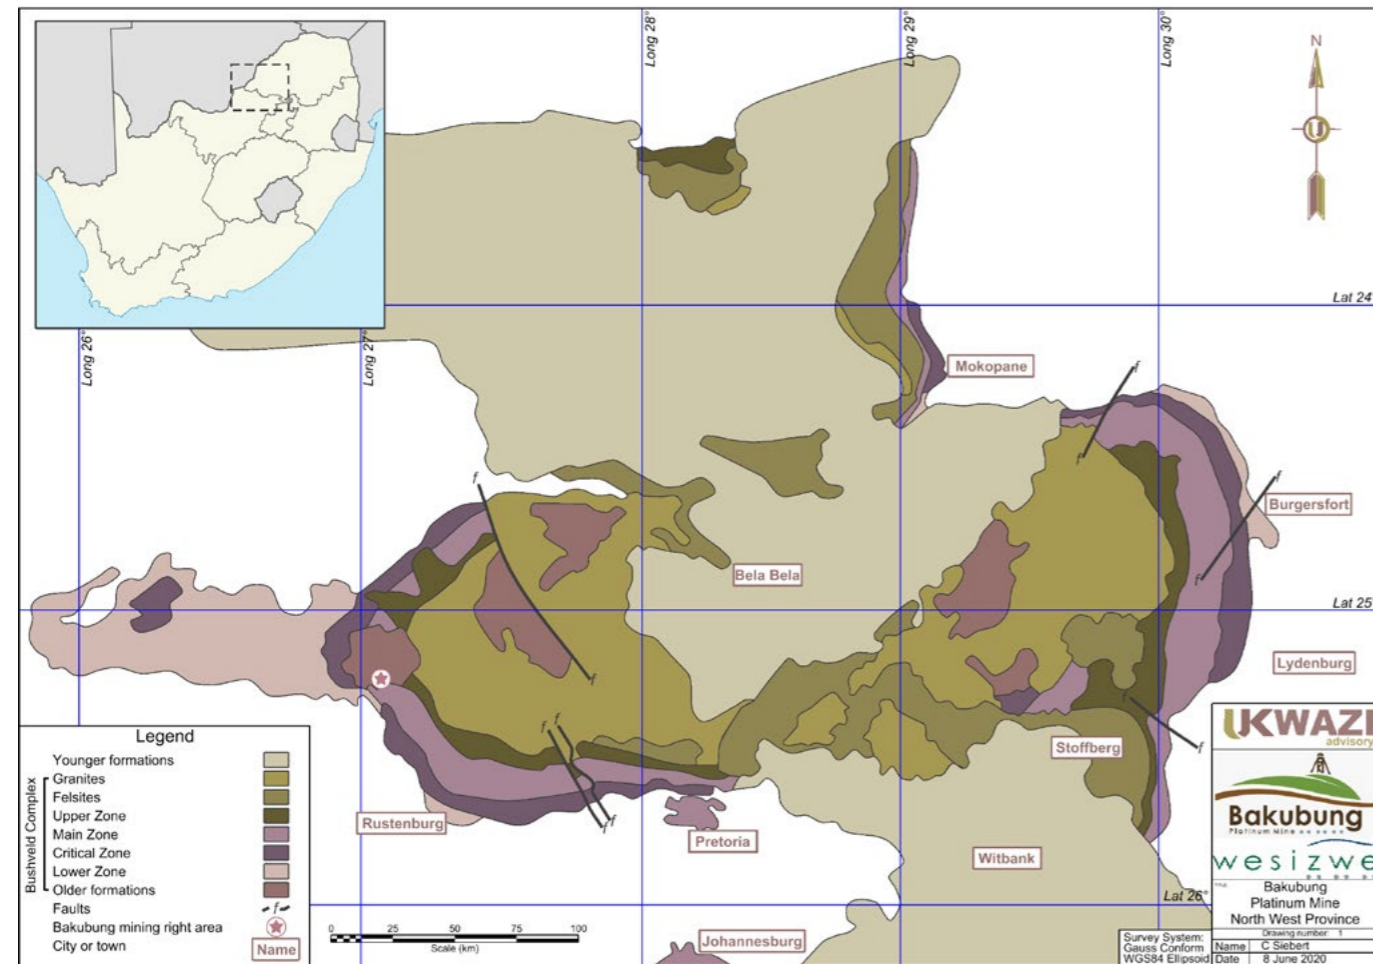 N
Long 28°
Long 29°
Long 30°
Lat 24°
Long 26°
Long 27°
Mokopane
f
f
f
f
Burgersfort
Bela Bela
f
Lat 25°
Lydenburg
f
f
f
f
f
f
f
Stoffberg
Rustenburg
Pretoria
Witbank
Lat 26°
Johannesburg
Legend
Bushveld Complex
Younger formations
Granites
Felsites
Upper Zone
Main Zone
Critical Zone
Lower Zone
Older formations
Faults
f
Bakubung mining right area
City or town
Name
0 25 50 75 100
Scale (km)
UKWAZI
advisory
Bakubung
Platinum Mine
wesizwe
Bakubung
Platinum Mine
North West Province
Drawing number: 1
Survey System:
Gauss Conform
WGS84 Ellipsoid
Name C Siebert
Date 8 June 2020